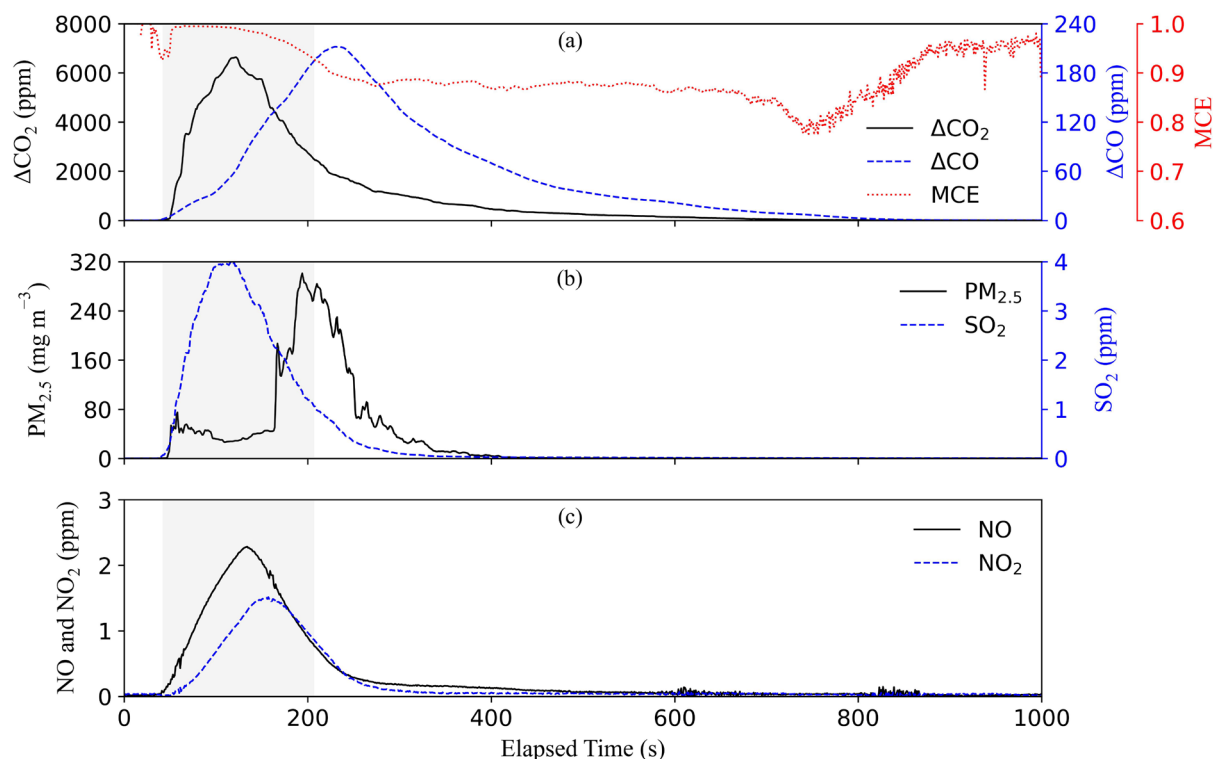 (a)
8000
6000
4000
2000
0
ΔCO₂ (ppm)
ΔCO₂
ΔCO
MCE
240
180
120
60
0
ΔCO (ppm)
1.0
0.9
0.8
0.7
0.6
MCE
(b)
320
240
160
80
0
PM₂.₅ (mg m⁻³)
PM₂.₅
SO₂
4
3
2
1
0
SO₂ (ppm)
(c)
3
2
1
0
NO and NO₂ (ppm)
NO
NO₂
0 200 400 600 800 1000
Elapsed Time (s)